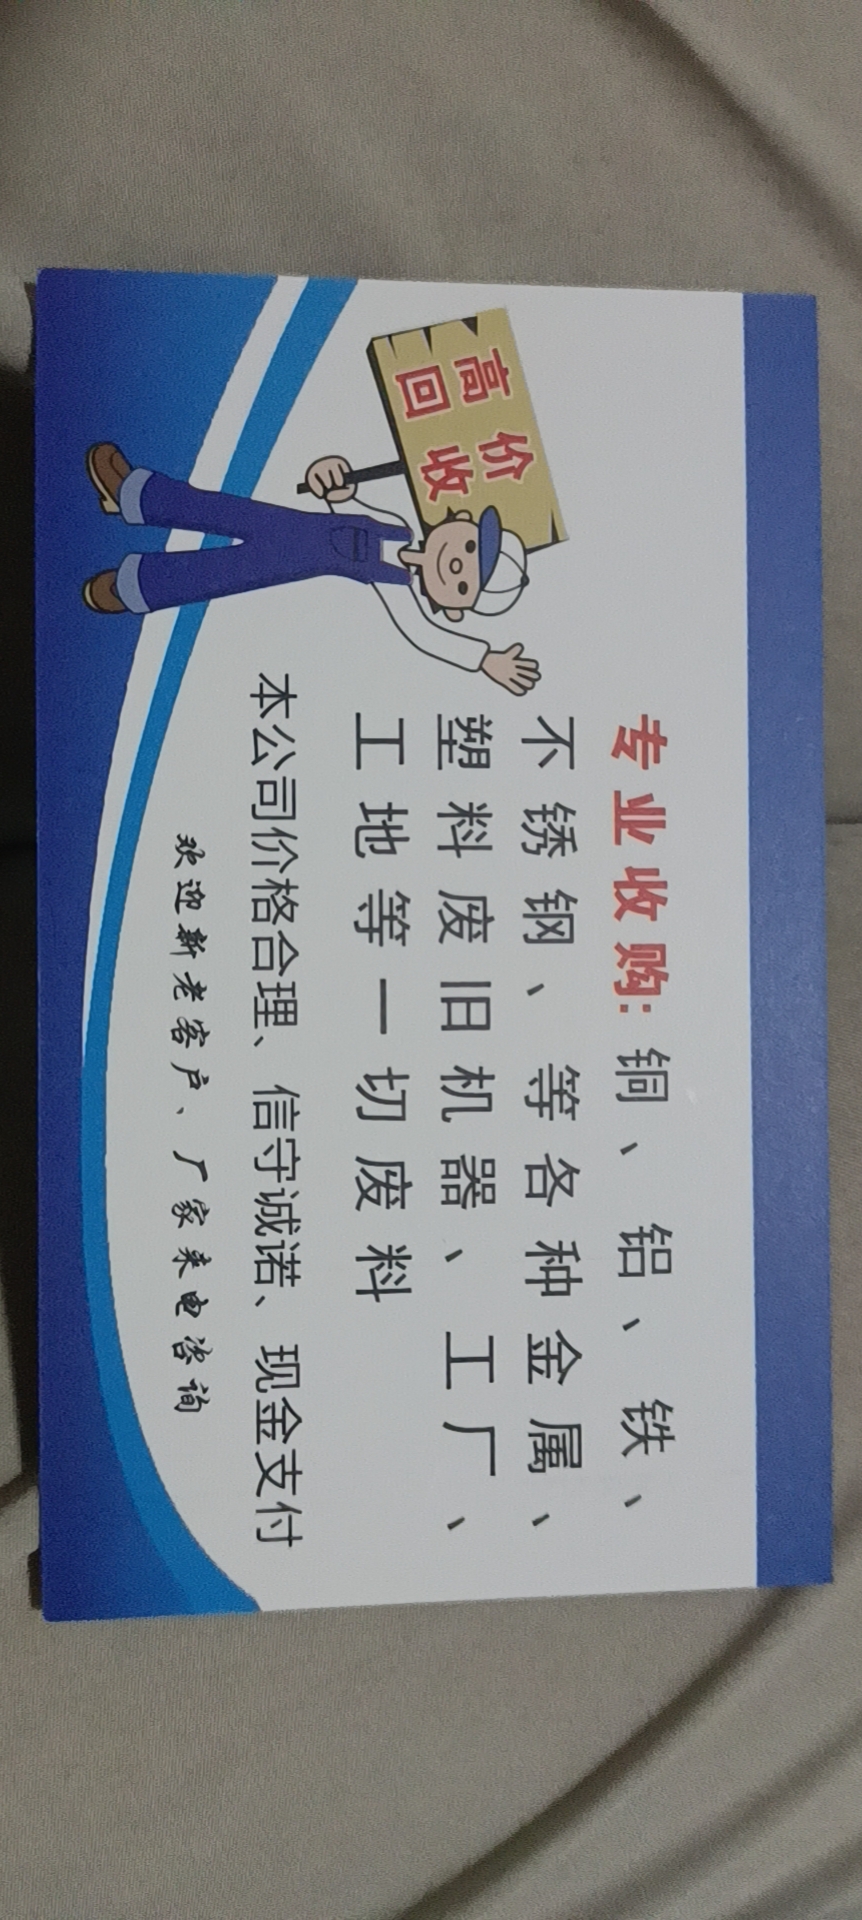 高价
回收
专业收购:铜、铝、铁、
不锈钢、等各种金属、
塑料废旧机器、工厂、
工地等一切废料
本公司价格合理、信守诚诺、现金支付
欢迎新老客户、厂家来电咨询